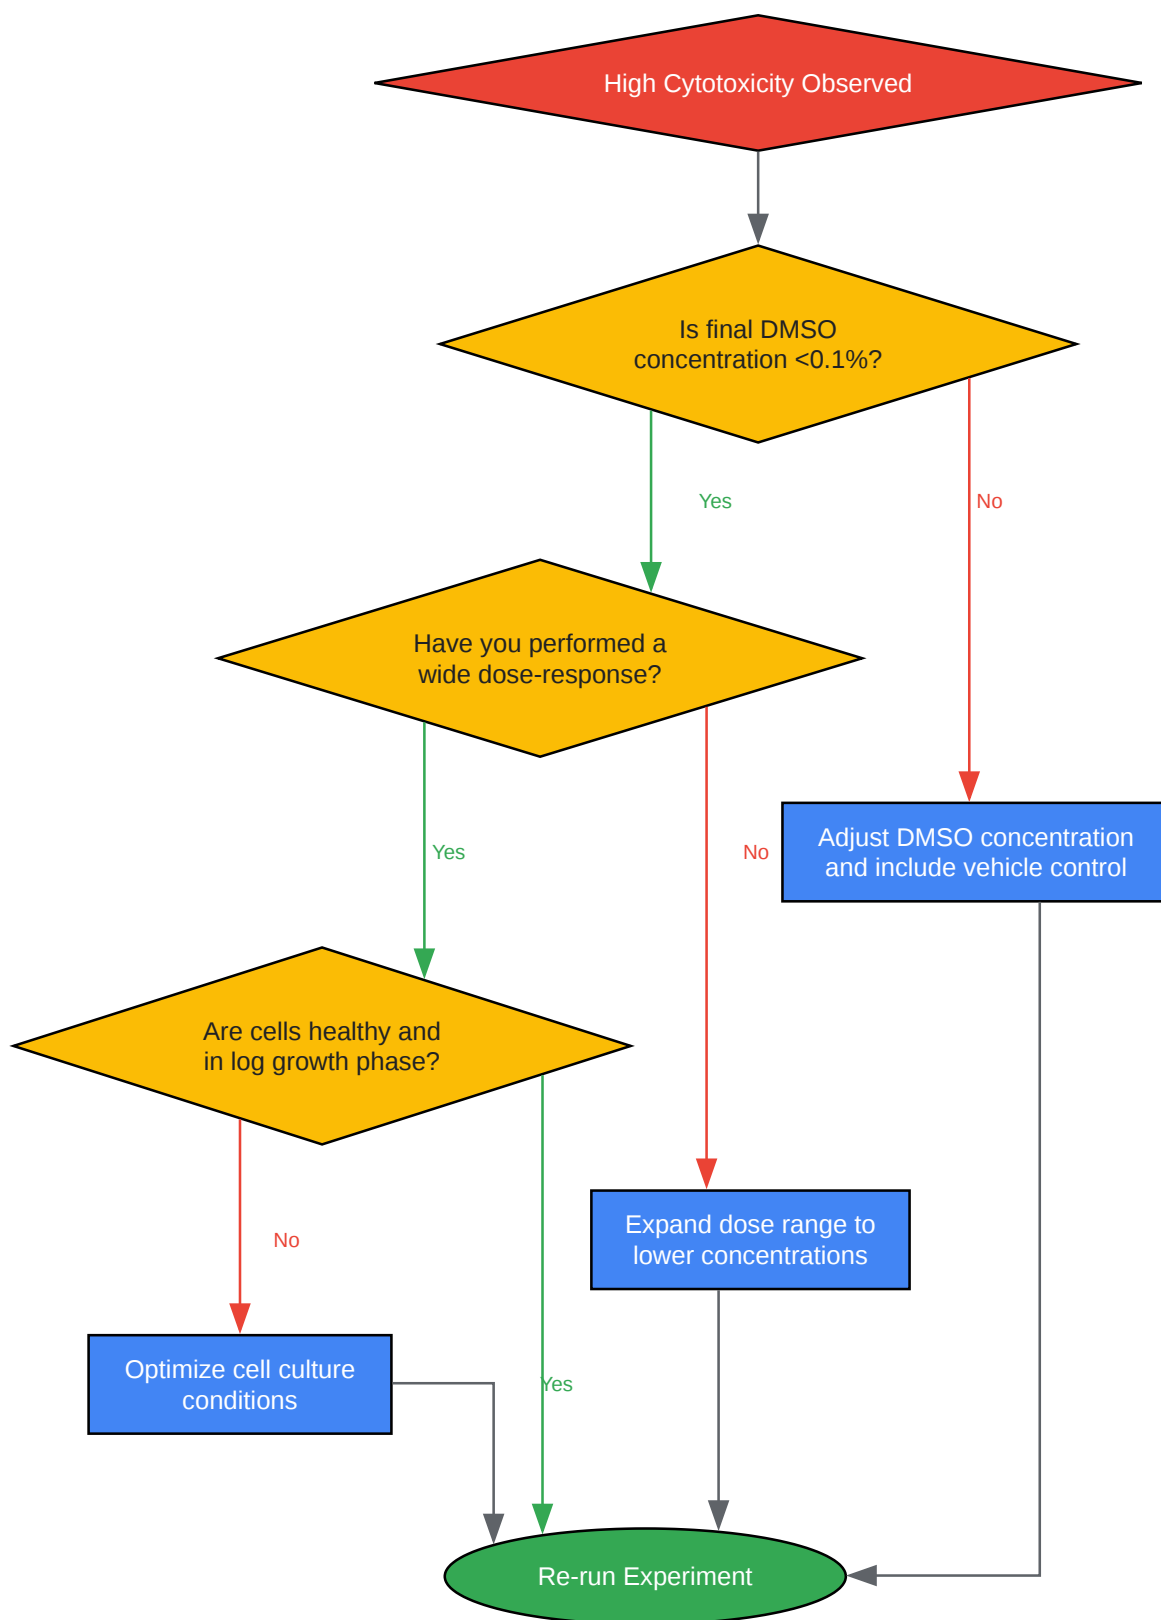 High Cytotoxicity Observed
Is final DMSO
concentration <0.1%?
Yes
No
Have you performed a
wide dose-response?
Adjust DMSO concentration
and include vehicle control
Yes
No
Are cells healthy and
in log growth phase?
No
Expand dose range to
lower concentrations
Optimize cell culture
conditions
Yes
Re-run Experiment